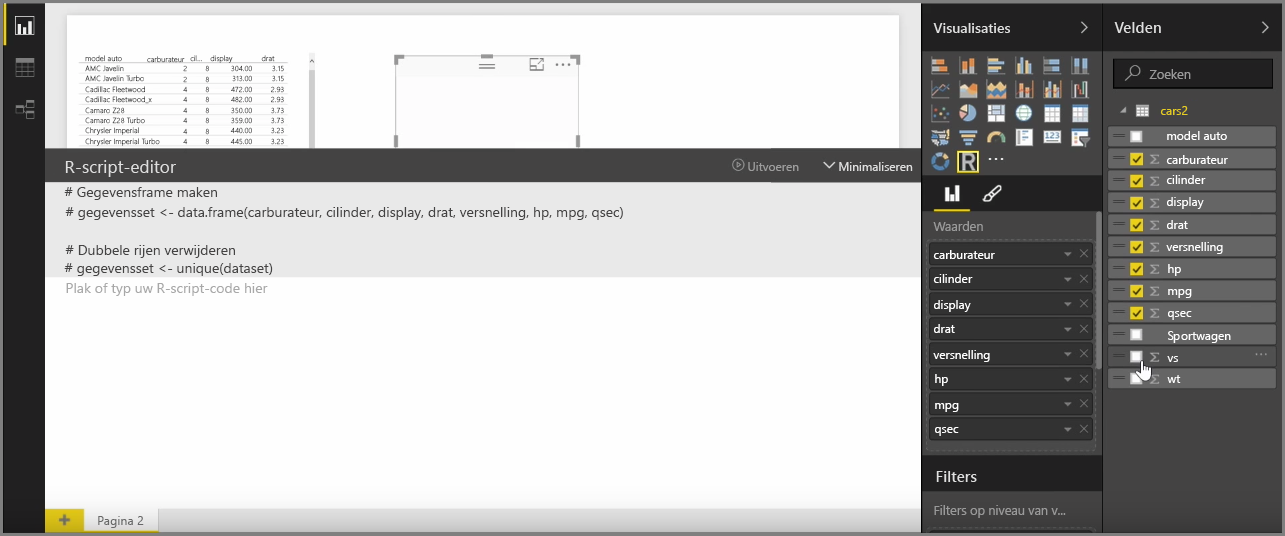 model auto carburateur cil... display drat
AMC Javelin 2 8 304.00 3.15
AMC Javelin Turbo 2 8 313.00 3.15
Cadillac Fleetwood 4 8 472.00 2.93
Cadillac Fleetwood_x 4 8 482.00 2.93
Camaro Z28 4 8 350.00 3.73
Camaro Z28 Turbo 4 8 359.00 3.73
Chrysler Imperial 4 8 440.00 3.23
Chrysler Imperial Turbo 4 8 445.00 3.23
R-script-editor
Uitvoeren
Minimaliseren
# Gegevensframe maken
# gegevensset <- data.frame(carburateur, cilinder, display, drat, versnelling, hp, mpg, qsec)
# Dubbele rijen verwijderen
# gegevensset <- unique(dataset)
Plak of typ uw R-script-code hier
+ Pagina 2
Visualisaties
123
R
Waarden
carburateur
cilinder
display
drat
versnelling
hp
mpg
qsec
Filters
Filters op niveau van v...
Velden
Zoeken
cars2
model auto
Σ carburateur
Σ cilinder
Σ display
Σ drat
Σ versnelling
Σ hp
Σ mpg
Σ qsec
Sportwagen
Σ vs
Σ wt